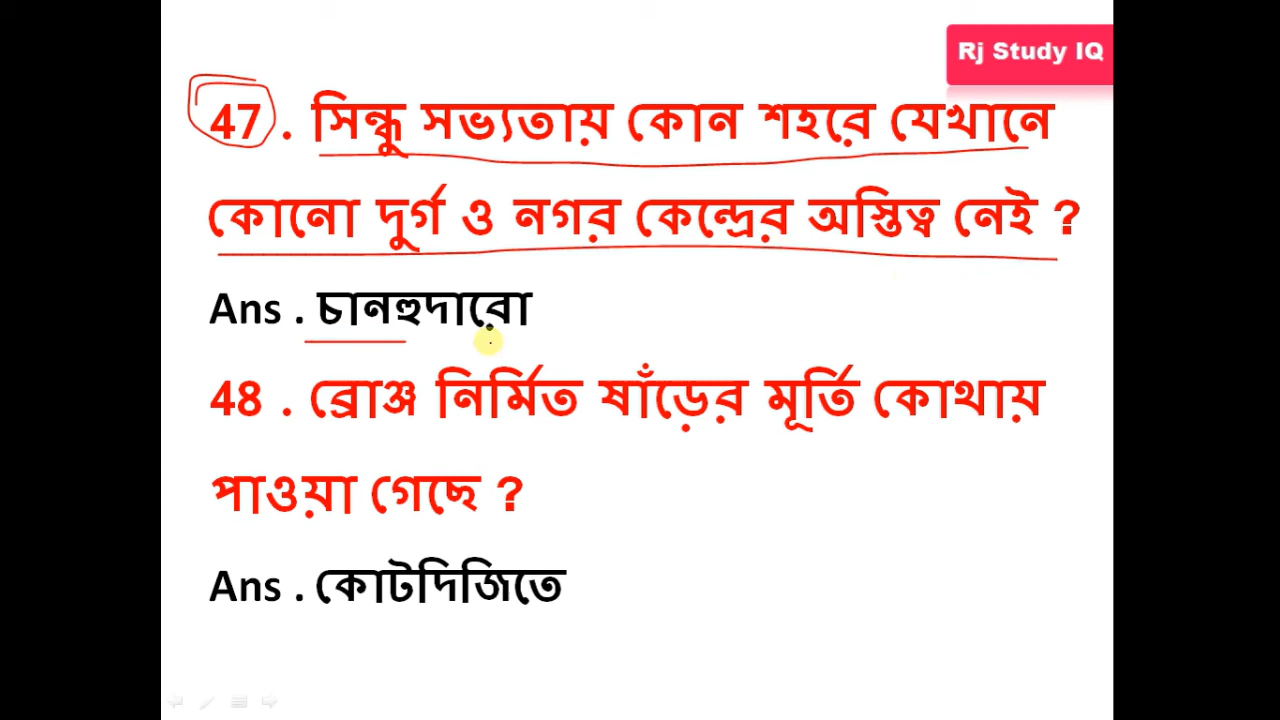 Rj Study IQ
47 . সিন্ধু সভ্যতায় কোন শহরে যেখানে
কোনো দুর্গ ও নগর কেন্দ্রের অস্তিত্ব নেই ?
Ans . চানহুদারো
48 . ব্রোঞ্জ নির্মিত ষাঁড়ের মূর্তি কোথায়
পাওয়া গেছে ?
Ans . কোটদিজিতে